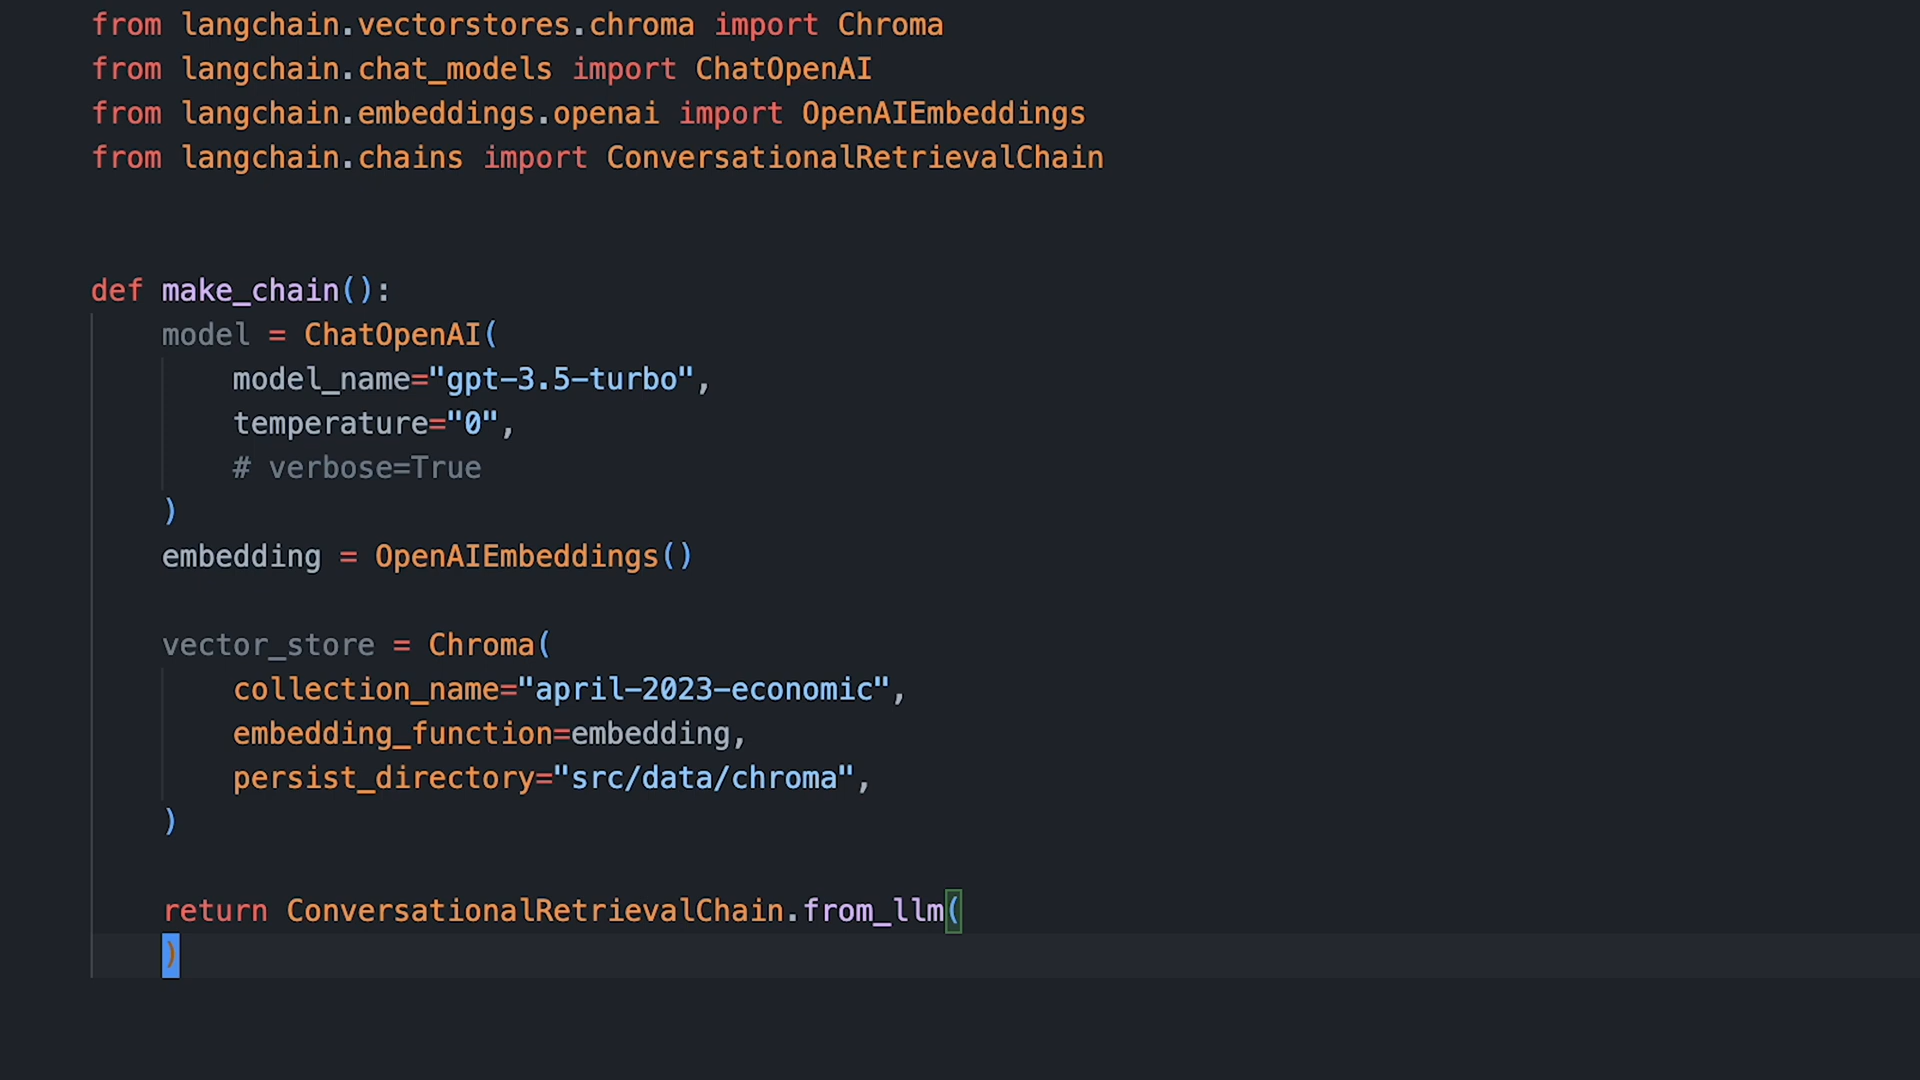 from langchain.vectorstores.chroma import Chroma
from langchain.chat_models import ChatOpenAI
from langchain.embeddings.openai import OpenAIEmbeddings
from langchain.chains import ConversationalRetrievalChain
def make_chain():
    model = ChatOpenAI(
        model_name="gpt-3.5-turbo",
        temperature="0",
        # verbose=True
    )
    embedding = OpenAIEmbeddings()
    vector_store = Chroma(
        collection_name="april-2023-economic",
        embedding_function=embedding,
        persist_directory="src/data/chroma",
    )
    return ConversationalRetrievalChain.from_llm(
    )